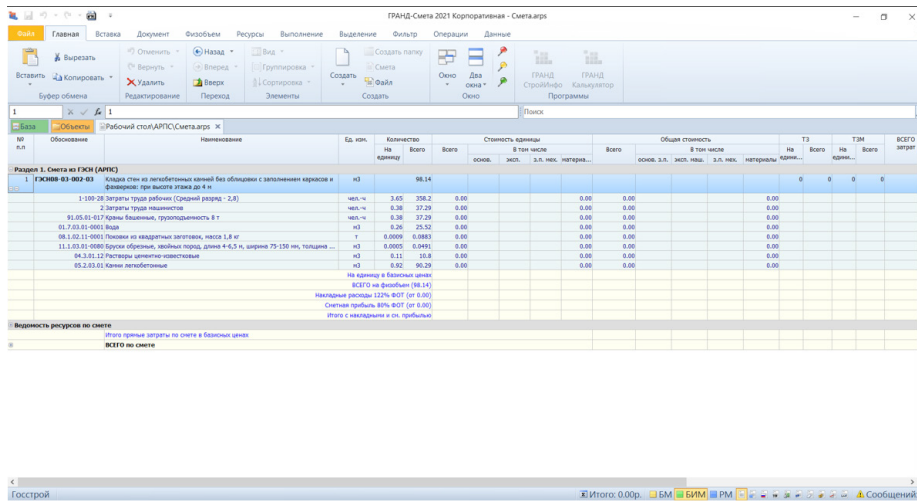 ГРАНД-Смета 2021 Корпоративная - Смета.arps
Файл Главная Вставка Документ Физобъем Ресурсы Выполнение Выделение Фильтр Операции Данные
Вставить
Вырезать
Копировать
Буфер обмена
Отменить
Вернуть
Удалить
Редактирование
Назад
Вперед
Вверх
Переход
Вид
Группировка
Сортировка
Элементы
Создать
Создать папку
Смета
Файл
Создать
Окно
Два окна
Окно
ГРАНД СтройИнфо
ГРАНД Калькулятор
Программы
1 fx 1 Поиск
База Объекты Рабочий стол\АРПС\Смета.arps
№ п.п Обоснование Наименование Ед. изм. Количество Стоимость единицы Общая стоимость ТЗ ТЗМ ВСЕГО затрат
На единицу Всего Всего В том числе Всего В том числе На едини... Всего На едини... Всего
основ. эксп. з.п. мех. материа... основ. з.п. эксп. маш. з.п. мех. материалы
Раздел 1. Смета из ГЭСН (АРПС)
1 ГЭСН08-03-002-03 Кладка стен из легкобетонных камней без облицовки с заполнением каркасов и фахверков: при высоте этажа до 4 м м3 98.14 0 0 0 0
1-100-28 Затраты труда рабочих (Средний разряд - 2,8) чел.-ч 3.65 358.2 0.00 0.00 0.00 0.00
2 Затраты труда машинистов чел.-ч 0.38 37.29 0.00 0.00 0.00 0.00
91.05.01-017 Краны башенные, грузоподъемность 8 т 0.38 37.29 0.00 0.00 0.00 0.00
01.7.03.01-0001 Вода м3 0.26 25.52 0.00 0.00 0.00 0.00
08.1.02.11-0001 Поковки из квадратных заготовок, масса 1,8 кг т 0.0009 0.0883 0.00 0.00 0.00 0.00
11.1.03.01-0080 Бруски обрезные, хвойных пород, длина 4-6,5 м, ширина 75-150 мм, толщина ... м3 0.0005 0.0491 0.00 0.00 0.00 0.00
04.3.01.12 Растворы цементно-известковые м3 0.11 10.8 0.00 0.00 0.00 0.00
05.2.03.01 Камни легкобетонные м3 0.92 90.29 0.00 0.00 0.00 0.00
На единицу в базисных ценах
ВСЕГО на физобъем (98.14)
Накладные расходы 122% ФОТ (от 0.00)
Сметная прибыль 80% ФОТ (от 0.00)
Итого с накладными и см. прибылью
Ведомость ресурсов по смете
Итого прямые затраты по смете в базисных ценах
ВСЕГО по смете
Госстрой Итого: 0.00р. БМ БИМ РМ Сообщений